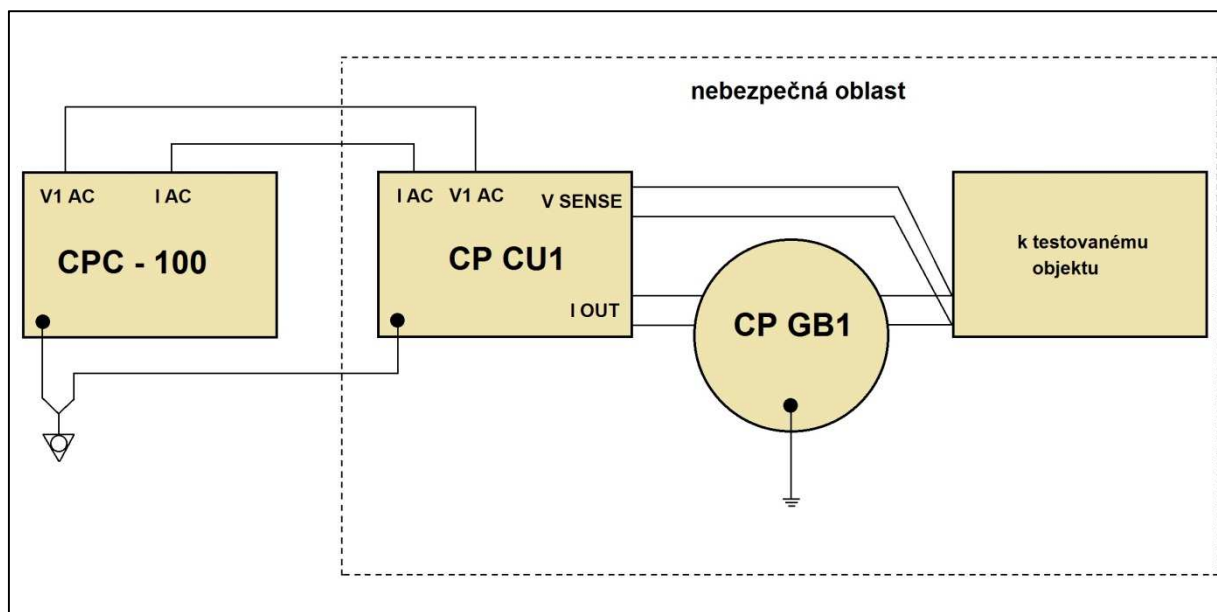 nebezpečná oblast
V1 AC
I AC
CPC - 100
I AC
V1 AC
V SENSE
CP CU1
I OUT
CP GB1
k testovanému
objektu